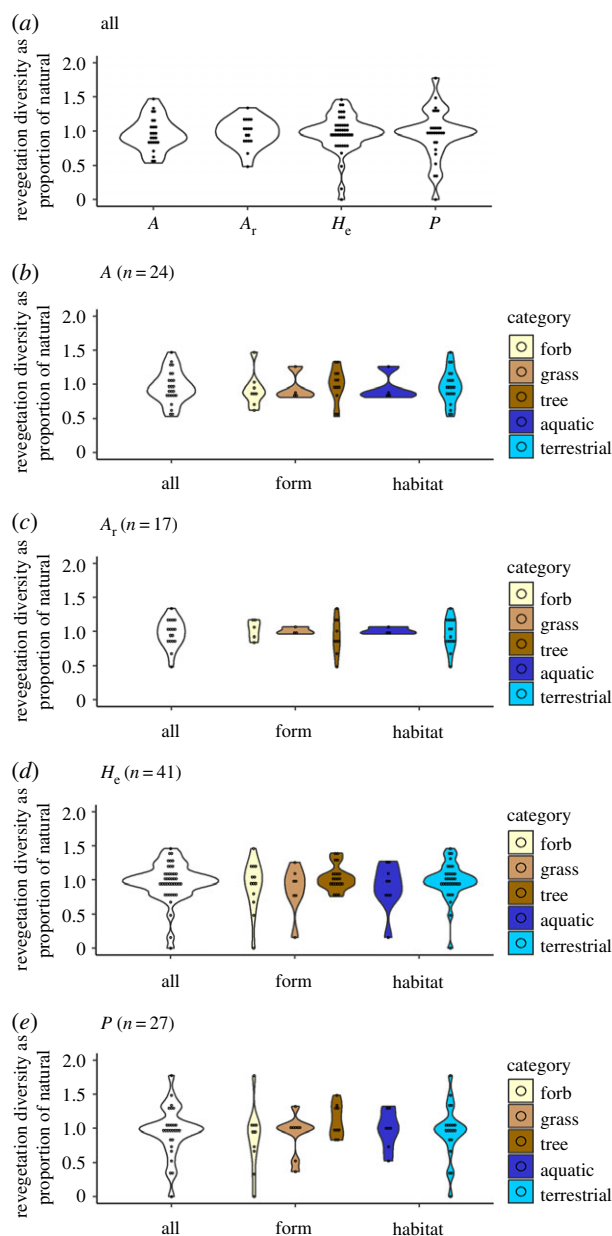 (a) all
revegetation diversity as
proportion of natural
2.0
1.5
1.0
0.5
0
A Ar He P
(b) A (n = 24)
revegetation diversity as
proportion of natural
2.0
1.5
1.0
0.5
0
all form habitat
category
forb
grass
tree
aquatic
terrestrial
(c) Ar (n = 17)
revegetation diversity as
proportion of natural
2.0
1.5
1.0
0.5
0
all form habitat
category
forb
grass
tree
aquatic
terrestrial
(d) He (n = 41)
revegetation diversity as
proportion of natural
2.0
1.5
1.0
0.5
0
all form habitat
category
forb
grass
tree
aquatic
terrestrial
(e) P (n = 27)
revegetation diversity as
proportion of natural
2.0
1.5
1.0
0.5
0
all form habitat
category
forb
grass
tree
aquatic
terrestrial